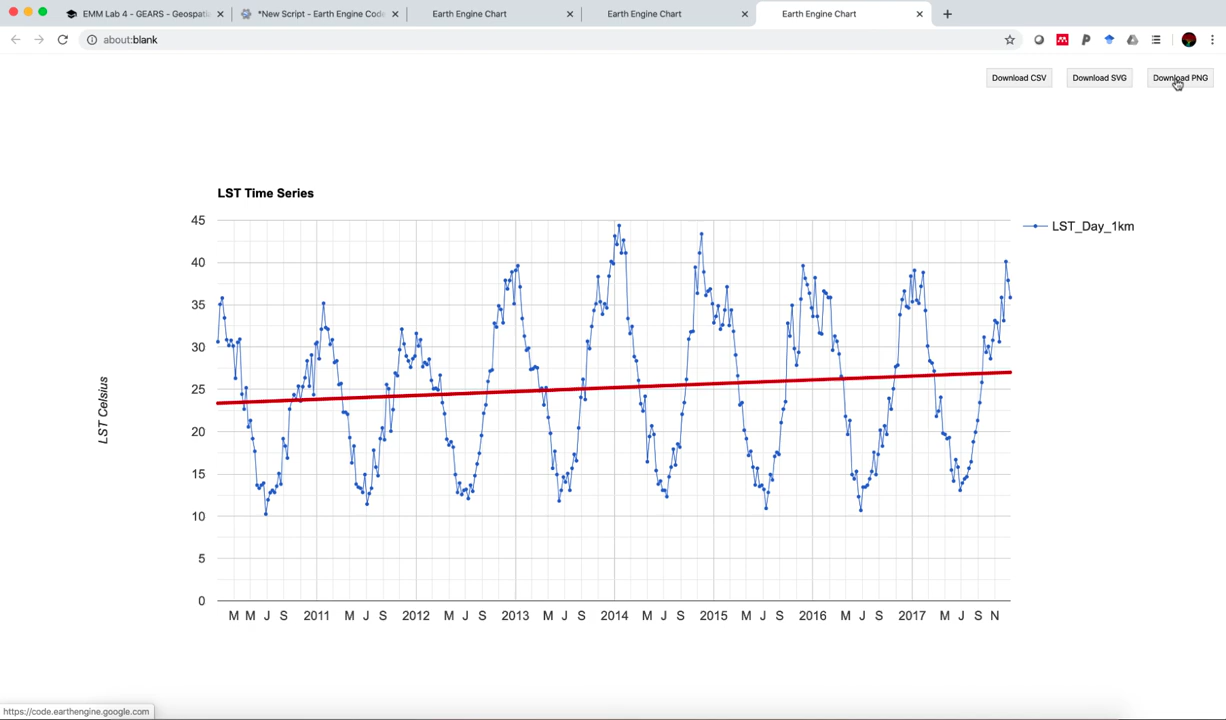 EMM Lab 4 - GEARS - Geospati
*New Script - Earth Engine Code
Earth Engine Chart
Earth Engine Chart
Earth Engine Chart
about:blank
Download CSV
Download SVG
Download PNG
LST Time Series
45
40
35
30
25
20
15
10
5
0
LST Celsius
LST_Day_1km
M M J S 2011 M J S 2012 M J S 2013 M J S 2014 M J S 2015 M J S 2016 M J S 2017 M J S N
https://code.earthengine.google.com